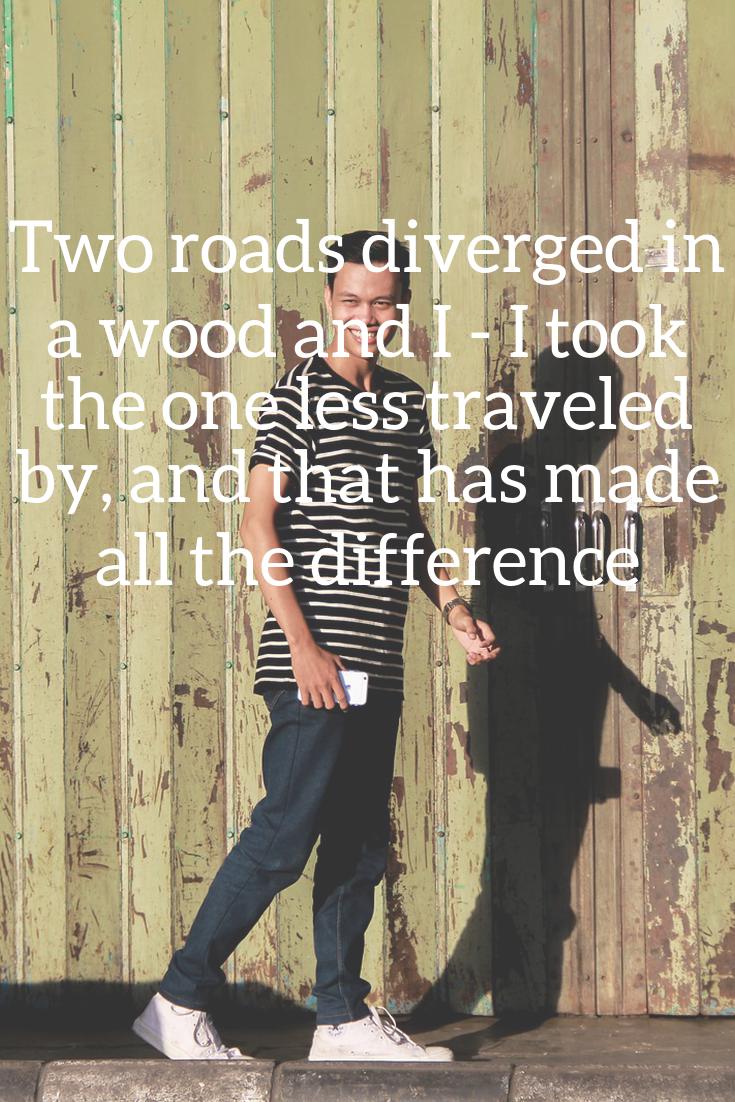 Two roads diverged in
a wood and I - I took
the one less traveled
by, and that has made
all the difference